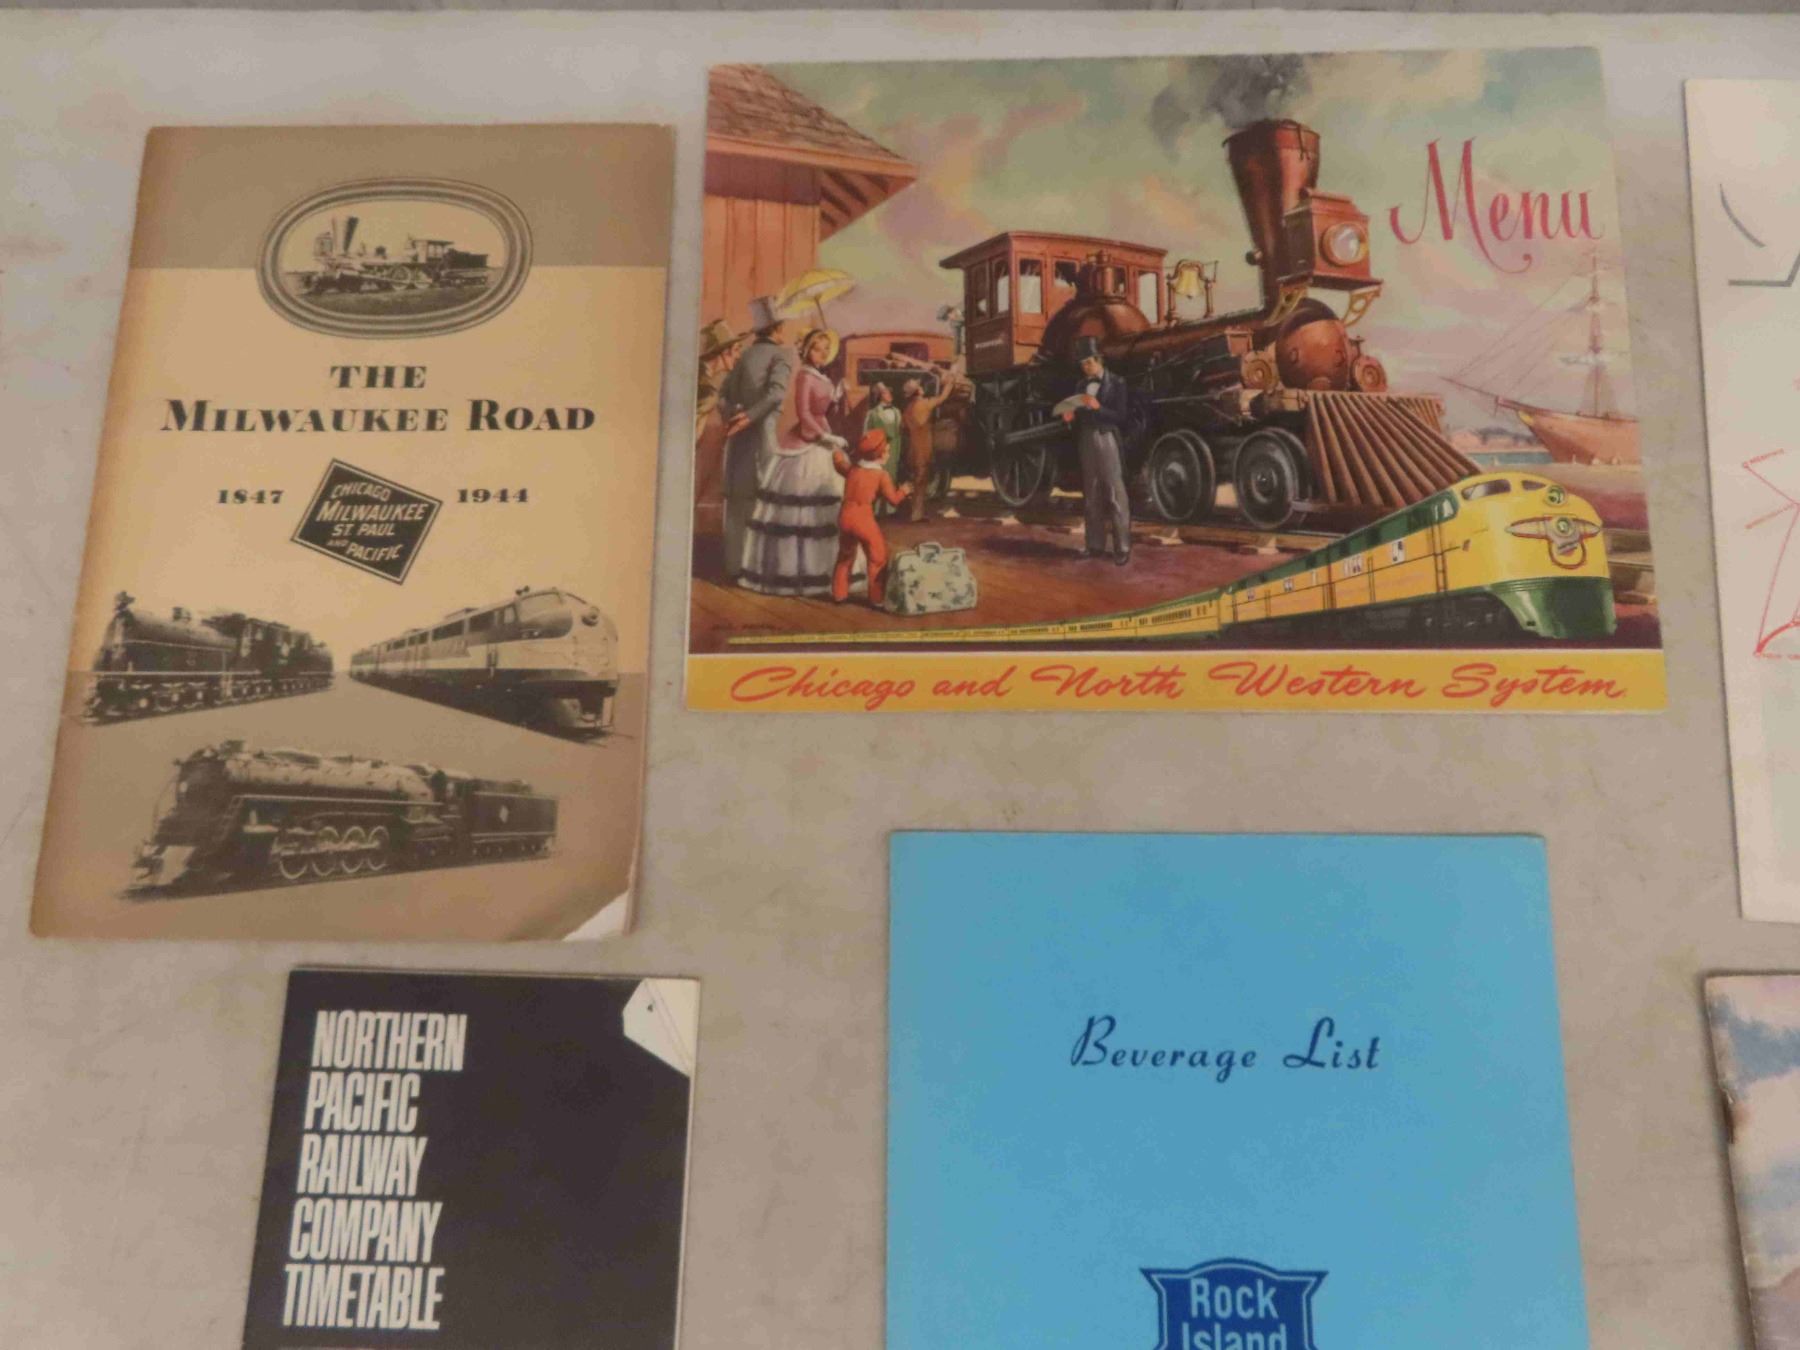 THE
MILWAUKEE ROAD
1847 1944
CHICAGO
MILWAUKEE
ST. PAUL
AND PACIFIC
Menu
Chicago and North Western System
NORTHERN
PACIFIC
RAILWAY
COMPANY
TIMETABLE
Beverage List
Rock
Island